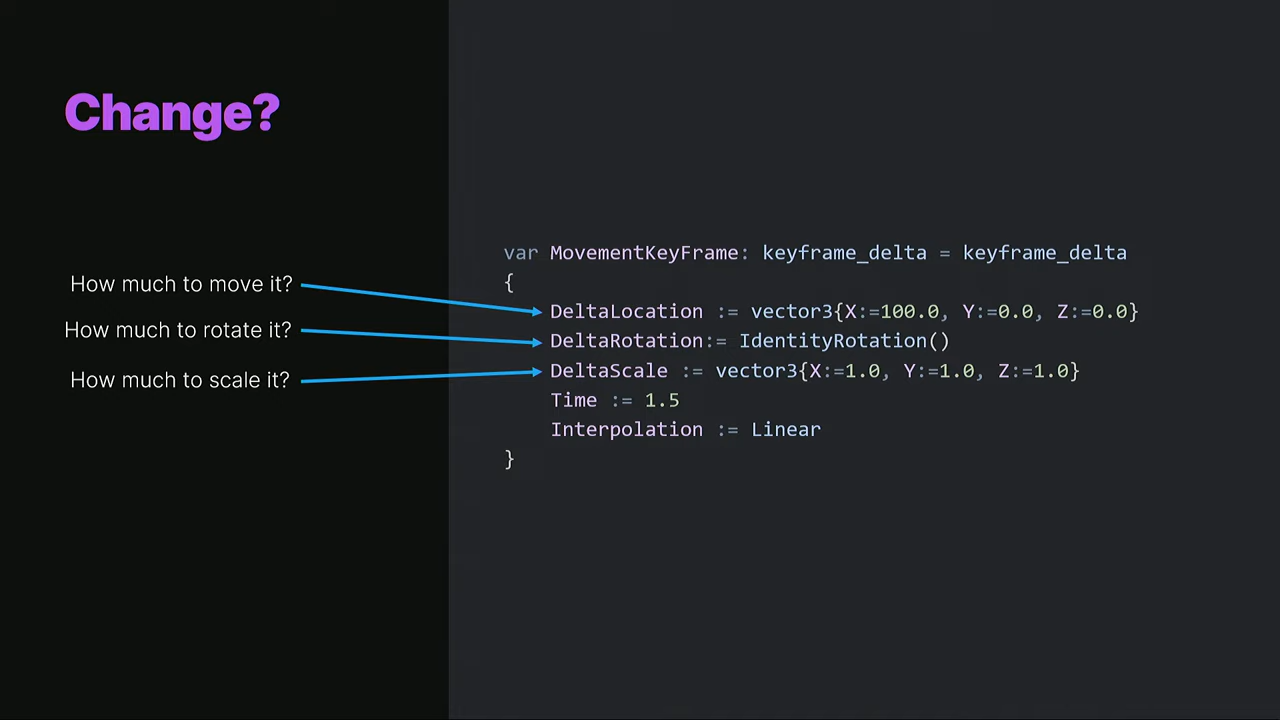 Change?
How much to move it?
How much to rotate it?
How much to scale it?
var MovementKeyFrame: keyframe_delta = keyframe_delta
{
DeltaLocation := vector3{X:=100.0, Y:=0.0, Z:=0.0}
DeltaRotation:= IdentityRotation()
DeltaScale := vector3{X:=1.0, Y:=1.0, Z:=1.0}
Time := 1.5
Interpolation := Linear
}